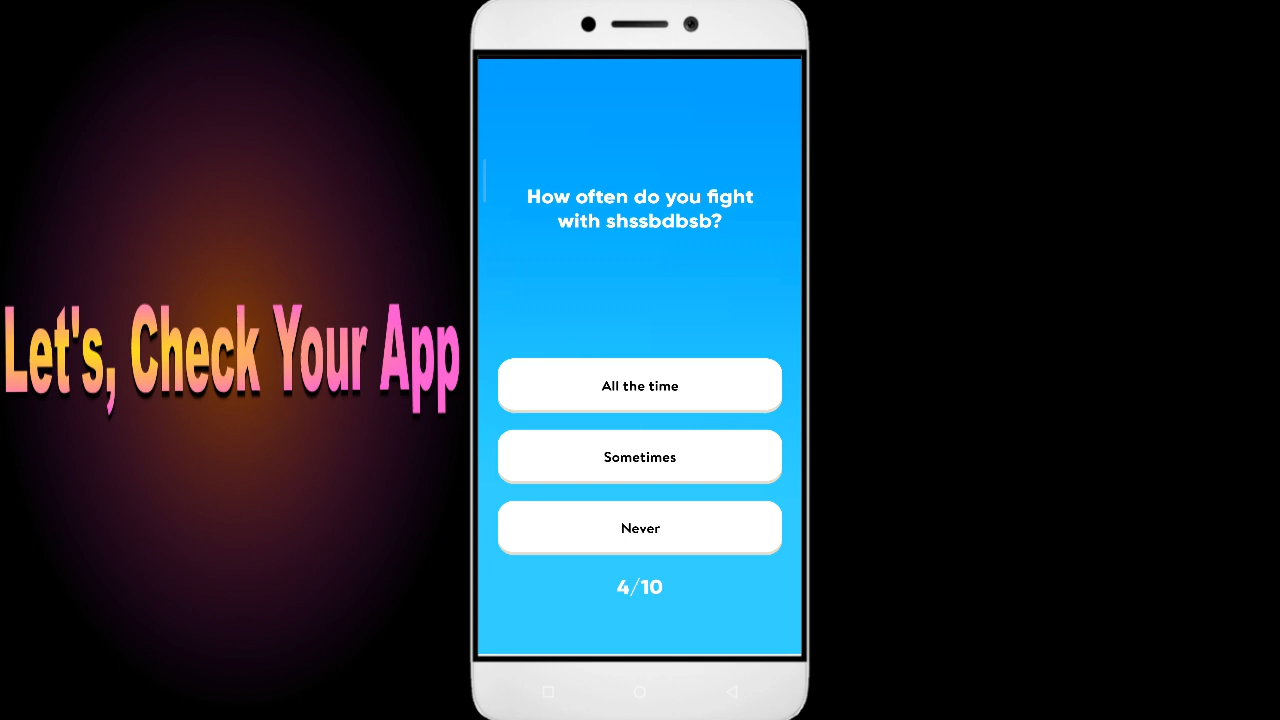 Let's, Check Your App
How often do you fight
with shssbdbsb?
All the time
Sometimes
Never
4/10